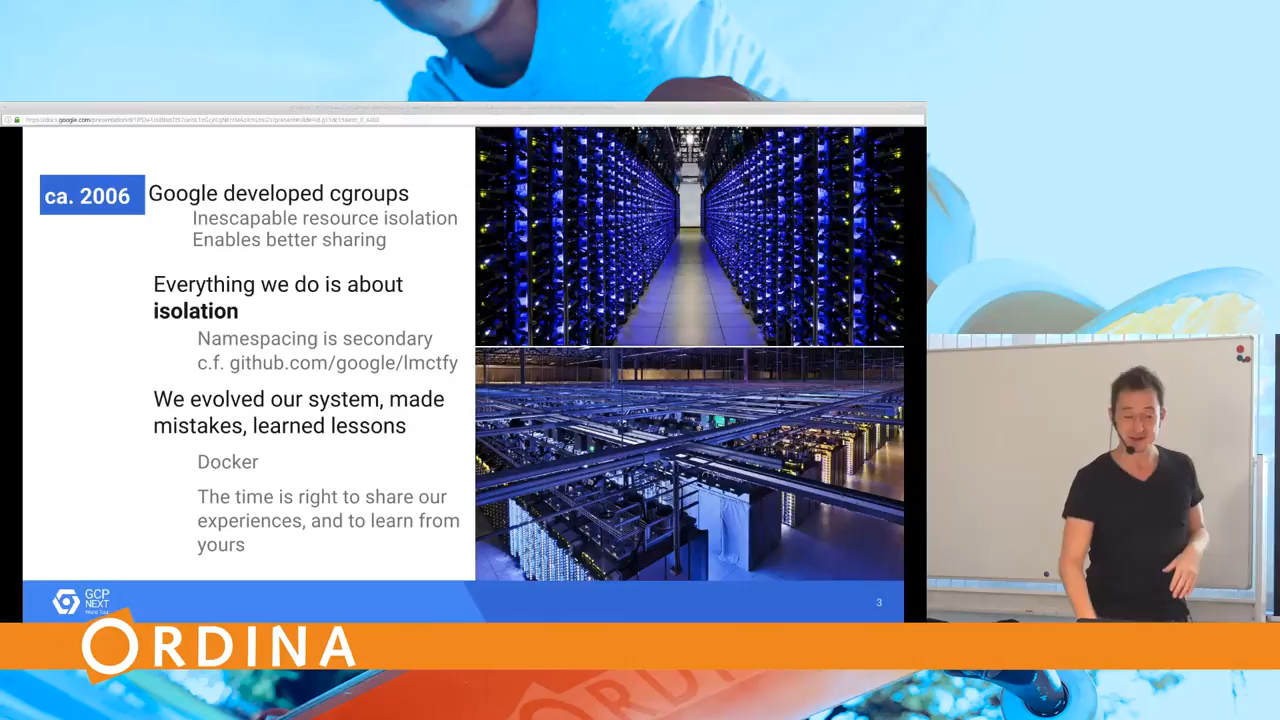 ca. 2006
Google developed cgroups
Inescapable resource isolation
Enables better sharing
Everything we do is about
isolation
Namespacing is secondary
c.f. github.com/google/lmctfy
We evolved our system, made
mistakes, learned lessons
Docker
The time is right to share our
experiences, and to learn from
yours
GCP
NEXT
World Tour
3
ORDINA